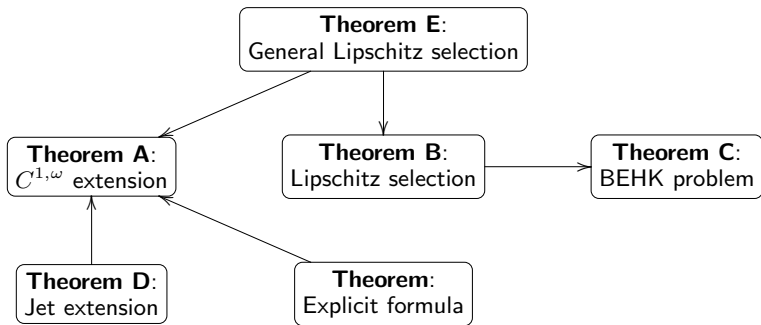 Theorem E:
General Lipschitz selection
Theorem A:
C^{1,ω} extension
Theorem B:
Lipschitz selection
Theorem C:
BEHK problem
Theorem D:
Jet extension
Theorem:
Explicit formula